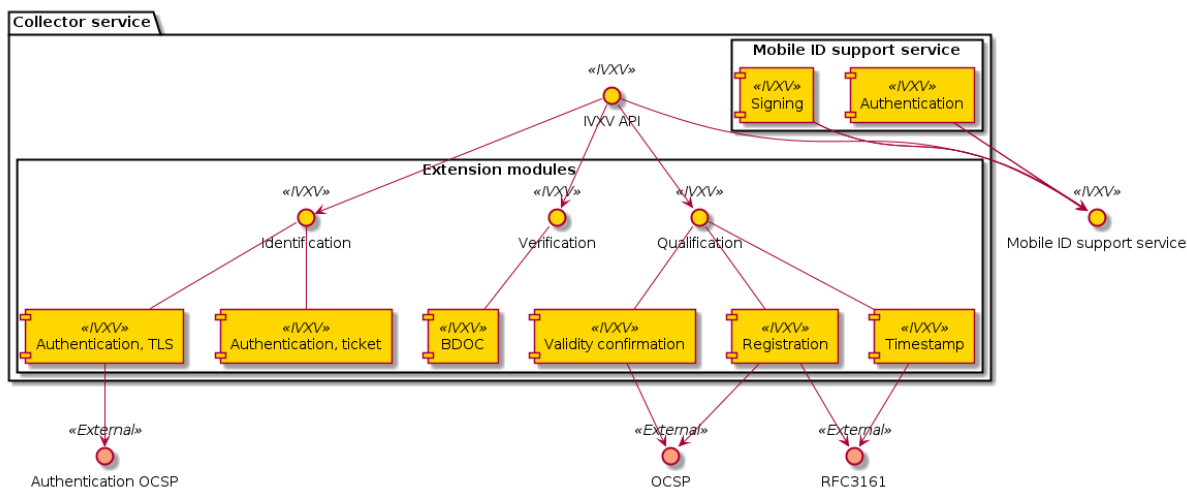 Collector service
Mobile ID support service
«IVXV»
Signing
«IVXV»
Authentication
«IVXV»
IVXV API
Extension modules
«IVXV»
Identification
«IVXV»
Verification
«IVXV»
Qualification
«IVXV»
Mobile ID support service
«IVXV»
Authentication, TLS
«IVXV»
Authentication, ticket
«IVXV»
BDOC
«IVXV»
Validity confirmation
«IVXV»
Registration
«IVXV»
Timestamp
«External»
Authentication OCSP
«External»
OCSP
«External»
RFC3161